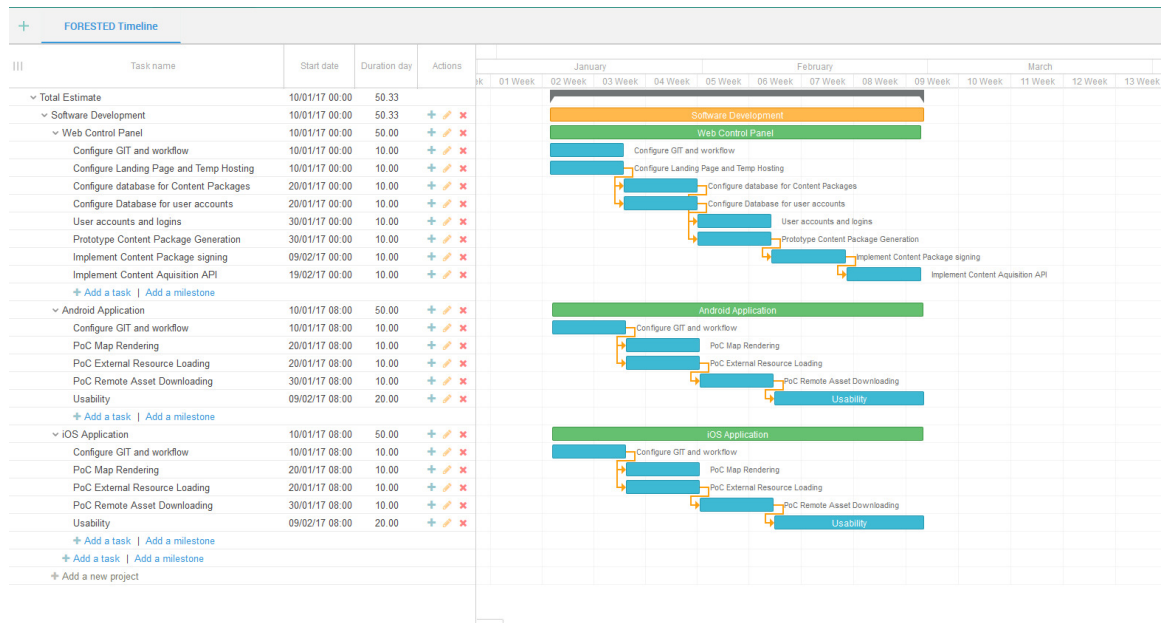 + FORESTED Timeline
Task name Start date Duration day Actions January February March
01 Week 02 Week 03 Week 04 Week 05 Week 06 Week 07 Week 08 Week 09 Week 10 Week 11 Week 12 Week 13 Week
Total Estimate 10/01/17 00:00 50.33
Software Development 10/01/17 00:00 50.33 Software Development
Web Control Panel 10/01/17 00:00 50.00 Web Control Panel
Configure GIT and workflow 10/01/17 00:00 10.00 Configure GIT and workflow
Configure Landing Page and Temp Hosting 10/01/17 00:00 10.00 Configure Landing Page and Temp Hosting
Configure database for Content Packages 20/01/17 00:00 10.00 Configure database for Content Packages
Configure Database for user accounts 20/01/17 00:00 10.00 Configure Database for user accounts
User accounts and logins 30/01/17 00:00 10.00 User accounts and logins
Prototype Content Package Generation 30/01/17 00:00 10.00 Prototype Content Package Generation
Implement Content Package signing 09/02/17 00:00 10.00 Implement Content Package signing
Implement Content Aquisition API 19/02/17 00:00 10.00 Implement Content Aquisition API
+ Add a task | Add a milestone
Android Application 10/01/17 08:00 50.00 Android Application
Configure GIT and workflow 10/01/17 08:00 10.00 Configure GIT and workflow
PoC Map Rendering 20/01/17 08:00 10.00 PoC Map Rendering
PoC External Resource Loading 20/01/17 08:00 10.00 PoC External Resource Loading
PoC Remote Asset Downloading 30/01/17 08:00 10.00 PoC Remote Asset Downloading
Usability 09/02/17 08:00 20.00 Usability
+ Add a task | Add a milestone
iOS Application 10/01/17 08:00 50.00 iOS Application
Configure GIT and workflow 10/01/17 08:00 10.00 Configure GIT and workflow
PoC Map Rendering 20/01/17 08:00 10.00 PoC Map Rendering
PoC External Resource Loading 20/01/17 08:00 10.00 PoC External Resource Loading
PoC Remote Asset Downloading 30/01/17 08:00 10.00 PoC Remote Asset Downloading
Usability 09/02/17 08:00 20.00 Usability
+ Add a task | Add a milestone
+ Add a task | Add a milestone
+ Add a new project